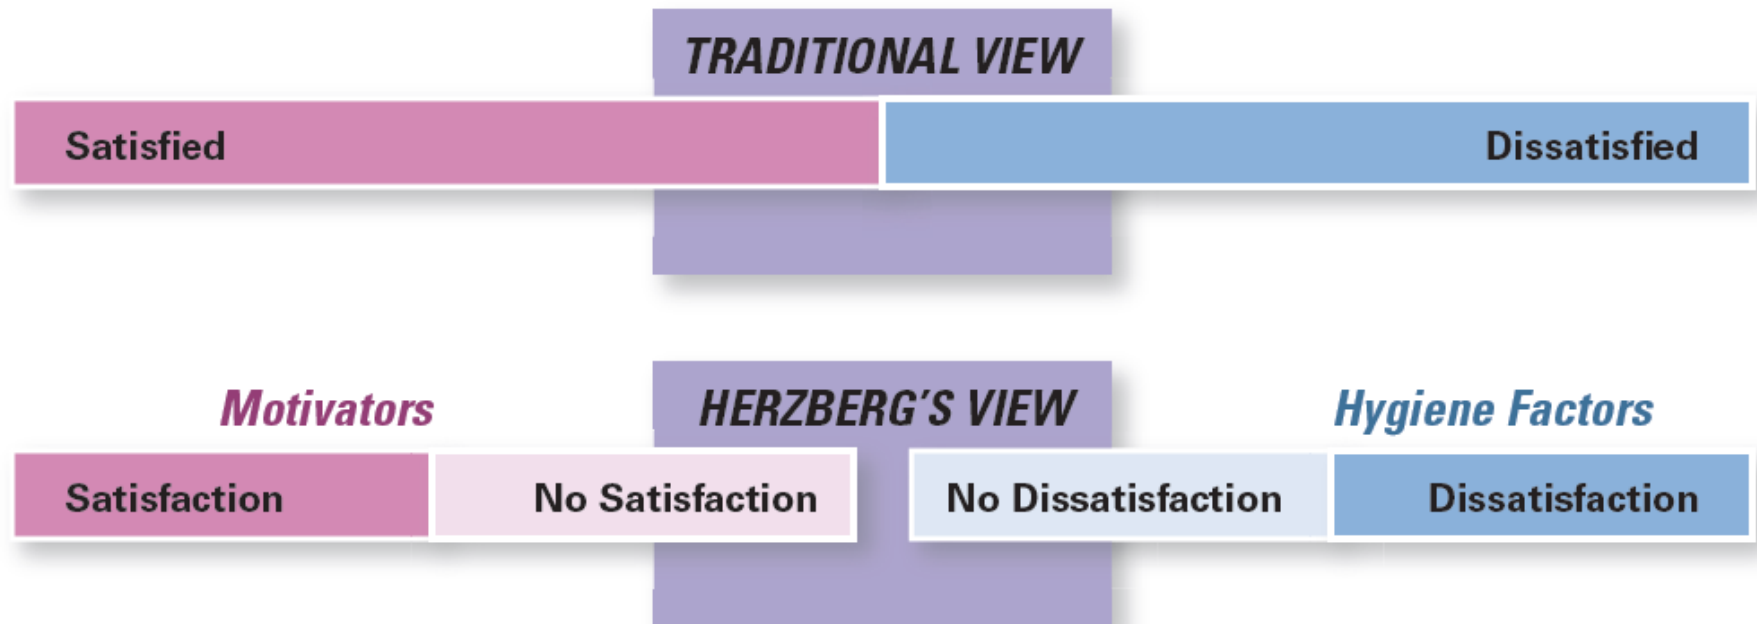 TRADITIONAL VIEW
Satisfied Dissatisfied
Motivators HERZBERG'S VIEW Hygiene Factors
Satisfaction No Satisfaction No Dissatisfaction Dissatisfaction